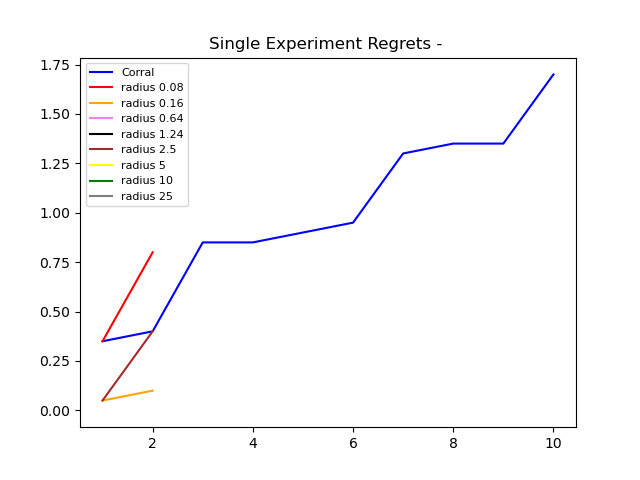 Single Experiment Regrets -
1.75
1.50
1.25
1.00
0.75
0.50
0.25
0.00
Corral
radius 0.08
radius 0.16
radius 0.64
radius 1.24
radius 2.5
radius 5
radius 10
radius 25
2 4 6 8 10